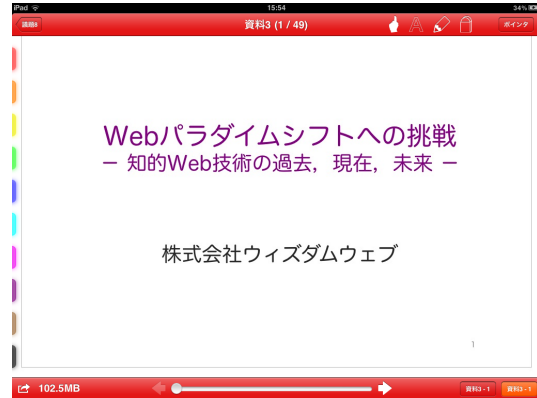 iPad 15:54 34%
議題8 資料3 (1 / 49) A ポインタ
Webパラダイムシフトへの挑戦
− 知的Web技術の過去，現在，未来 −
株式会社ウィズダムウェブ
1
102.5MB 資料3 - 1 資料3 - 1